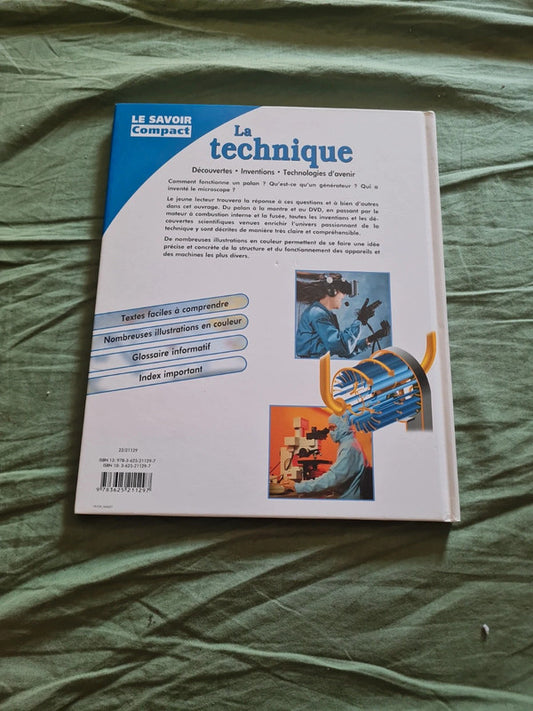 LE SAVOIR
Compact
La
technique
Découvertes • Inventions • Technologies d'avenir
Comment fonctionne un palan ? Qu'est-ce qu'un générateur ? Qui a
inventé le microscope ?
Le jeune lecteur trouvera la réponse à ces questions et à bien d'autres
dans cet ouvrage. Du palan à la montre et au DVD, en passant par le
moteur à combustion interne et la fusée, toutes les inventions et les dé-
couvertes scientifiques venues enrichir l'univers passionnant de la
technique y sont décrites de manière très claire et compréhensible.
De nombreuses illustrations en couleur permettent de se faire une idée
précise et concrète de la structure et du fonctionnement des appareils et
des machines les plus divers.
Textes faciles à comprendre
Nombreuses illustrations en couleur
Glossaire informatif
Index important
22/21129
ISBN 13: 978-3-625-21129-7
ISBN 10: 3-625-21129-7
9 783625 211297